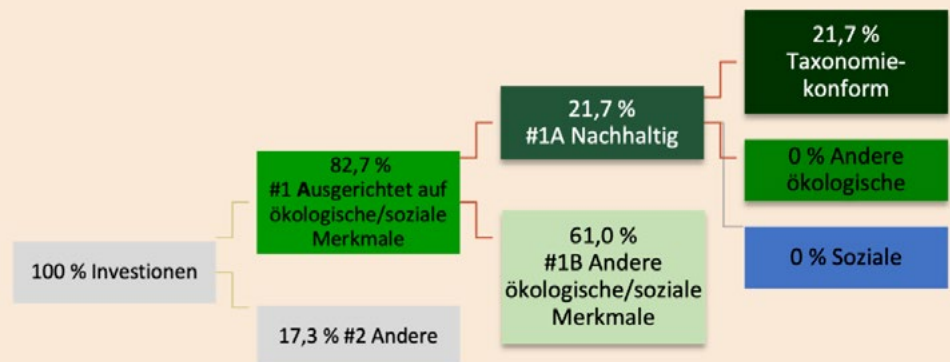 100 % Investionen
82,7 %
#1 Ausgerichtet auf
ökologische/soziale
Merkmale
17,3 % #2 Andere
21,7 %
#1A Nachhaltig
61,0 %
#1B Andere
ökologische/soziale
Merkmale
21,7 %
Taxonomie-
konform
0 % Andere
ökologische
0 % Soziale